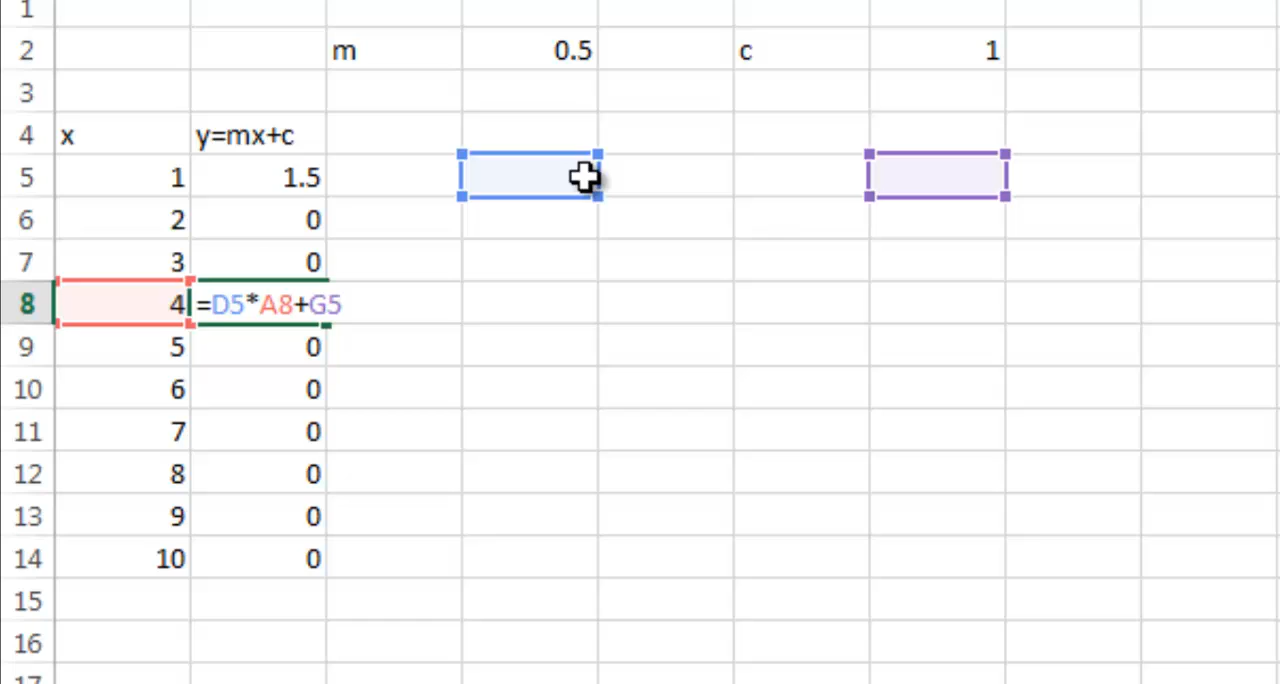 1
2 m 0.5 c 1
3
4 x y=mx+c
5 1 1.5
6 2 0
7 3 0
8 4 =D5*A8+G5
9 5 0
10 6 0
11 7 0
12 8 0
13 9 0
14 10 0
15
16
17